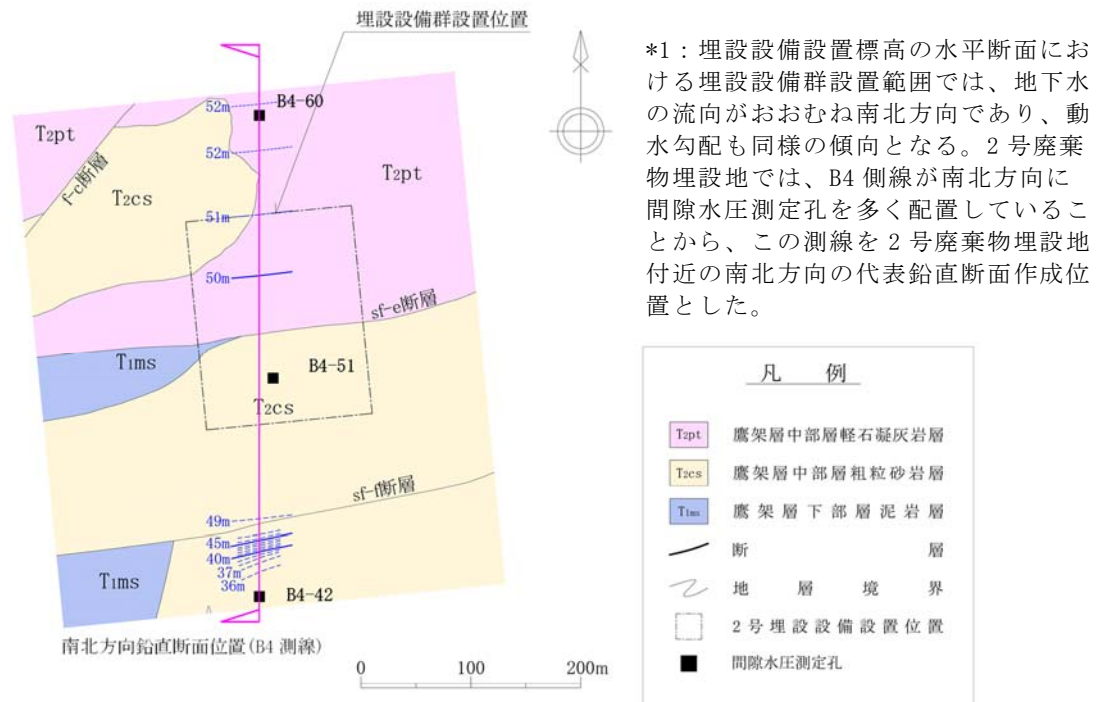 埋設設備群設置位置
52m
B4-60
T2pt
52m
f-c断層
T2cs
T2pt
51m
50m
sf-e断層
T1ms
B4-51
T2cs
sf-f断層
49m
45m
40m
37m
36m
T1ms
B4-42
南北方向鉛直断面位置(B4 測線)
0 100 200m
*1：埋設設備設置標高の水平断面にお
ける埋設設備群設置範囲では、地下水
の流向がおおむね南北方向であり、動
水勾配も同様の傾向となる。2 号廃棄
物埋設地では、B4 側線が南北方向に
間隙水圧測定孔を多く配置しているこ
とから、この測線を 2 号廃棄物埋設地
付近の南北方向の代表鉛直断面作成位
置とした。
凡 例
T2pt 鷹架層中部層軽石凝灰岩層
T2cs 鷹架層中部層粗粒砂岩層
T1ms 鷹架層下部層泥岩層
断 層
地 層 境 界
2 号 埋 設 設 備 設 置 位 置
間隙水圧測定孔